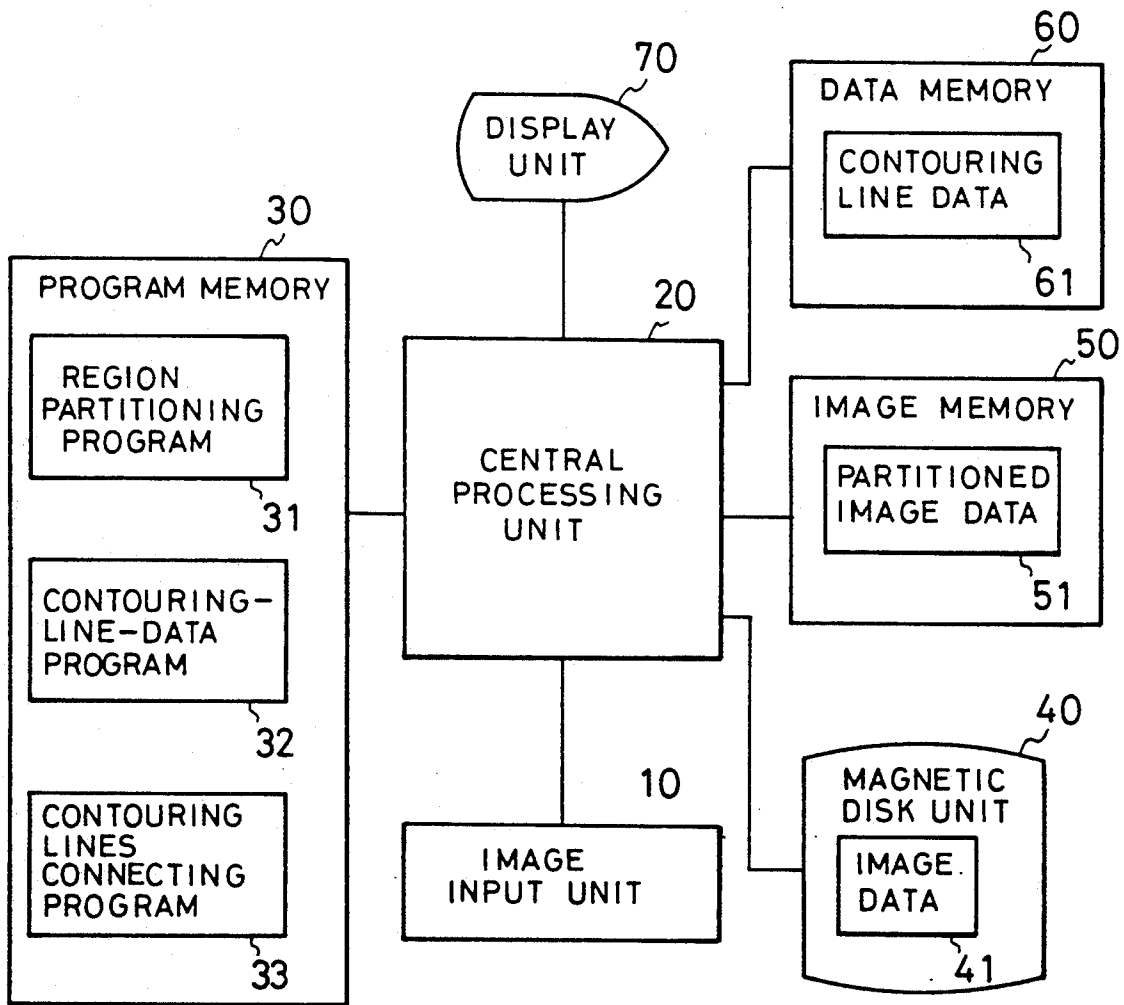 70
DISPLAY
UNIT
60
DATA MEMORY
CONTOURING
LINE DATA
61
30
PROGRAM MEMORY
REGION
PARTITIONING
PROGRAM
31
CONTOURING-
LINE-DATA
PROGRAM
32
CONTOURING
LINES
CONNECTING
PROGRAM
33
20
CENTRAL
PROCESSING
UNIT
50
IMAGE MEMORY
PARTITIONED
IMAGE DATA
51
10
IMAGE
INPUT UNIT
40
MAGNETIC
DISK UNIT
IMAGE
DATA
41